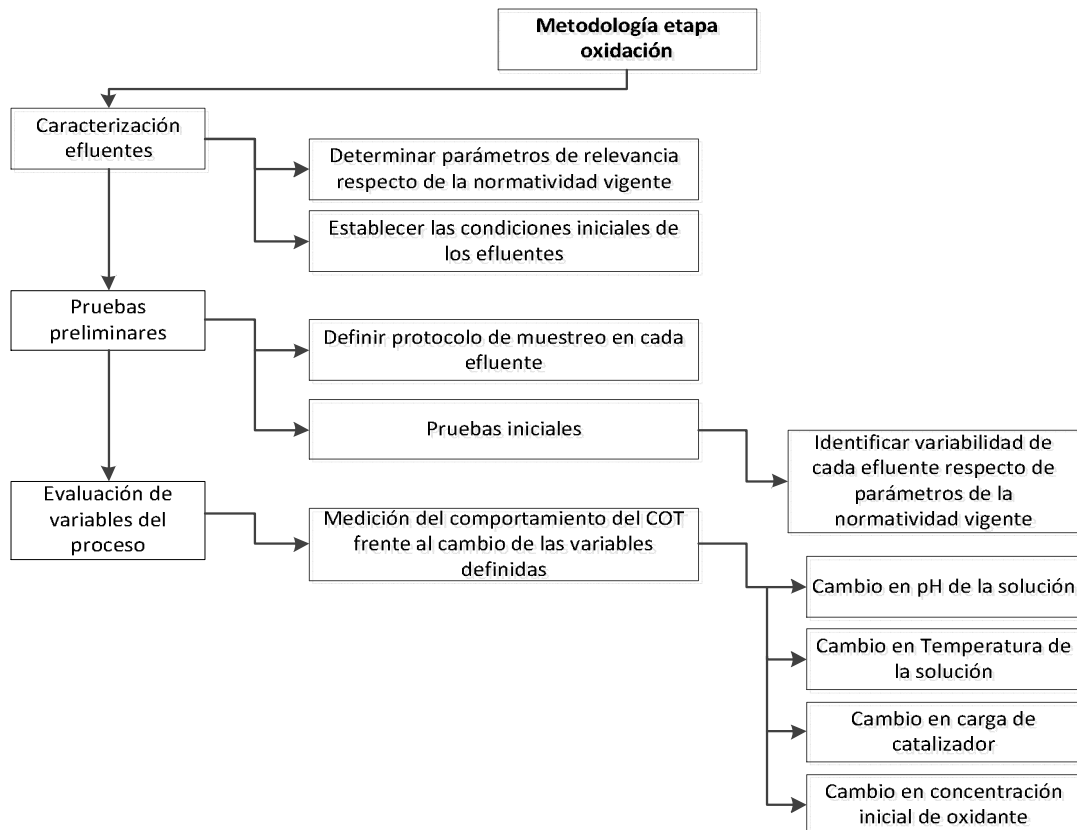 Metodología etapa
oxidación
Caracterización
efluentes
Determinar parámetros de relevancia
respecto de la normatividad vigente
Establecer las condiciones iniciales de
los efluentes
Pruebas
preliminares
Definir protocolo de muestreo en cada
efluente
Pruebas iniciales
Identificar variabilidad de
cada efluente respecto de
parámetros de la
normatividad vigente
Evaluación de
variables del
proceso
Medición del comportamiento del COT
frente al cambio de las variables
definidas
Cambio en pH de la solución
Cambio en Temperatura de
la solución
Cambio en carga de
catalizador
Cambio en concentración
inicial de oxidante